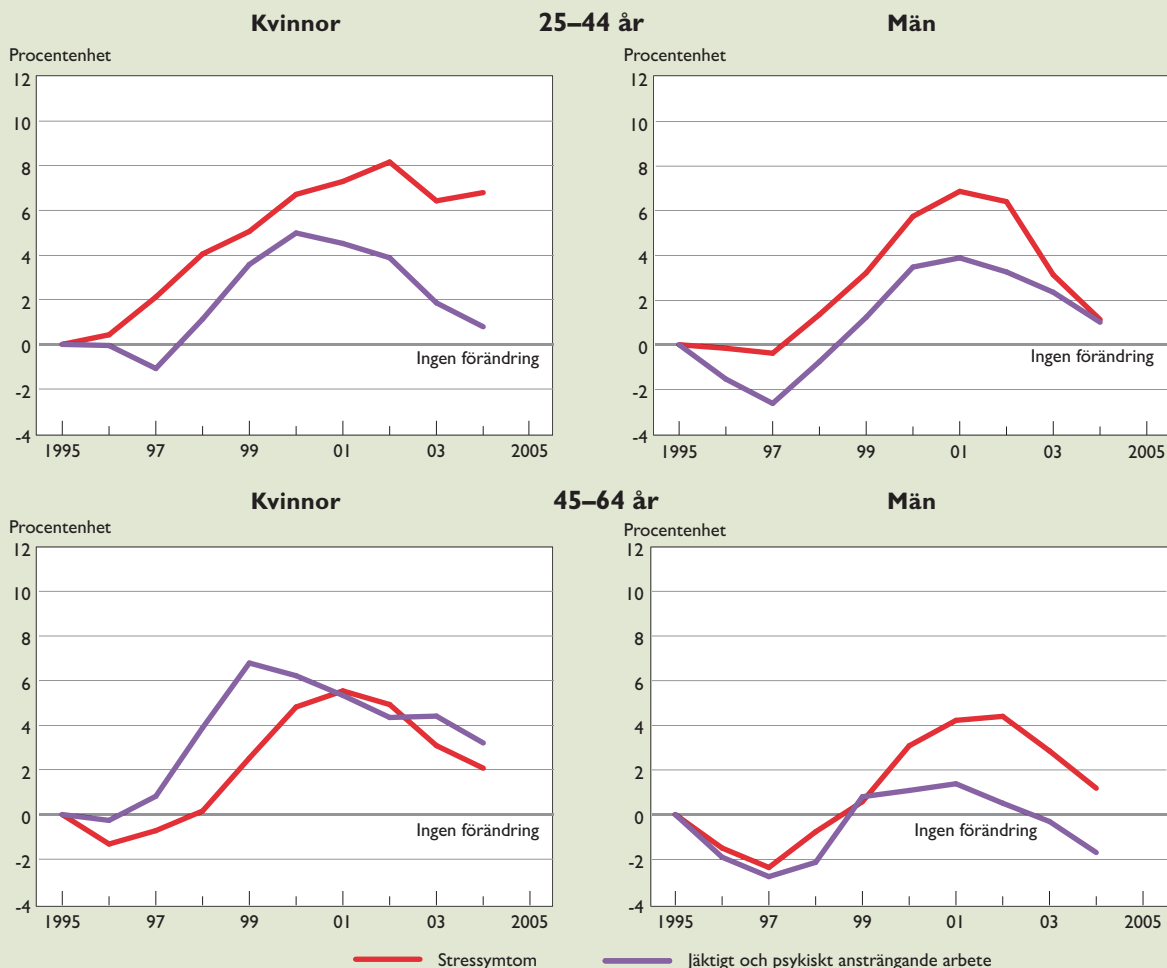 Kvinnor 25–44 år Män
Procentenhet Procentenhet
12 12
10 10
8 8
6 6
4 4
2 2
0 0
Ingen förändring Ingen förändring
-2 -2
-4 -4
1995 97 99 01 03 2005 1995 97 99 01 03 2005
Kvinnor 45–64 år Män
Procentenhet Procentenhet
12 12
10 10
8 8
6 6
4 4
2 2
0 0
Ingen förändring Ingen förändring
-2 -2
-4 -4
1995 97 99 01 03 2005 1995 97 99 01 03 2005
Stressymtom Jäktigt och psykiskt ansträngande arbete